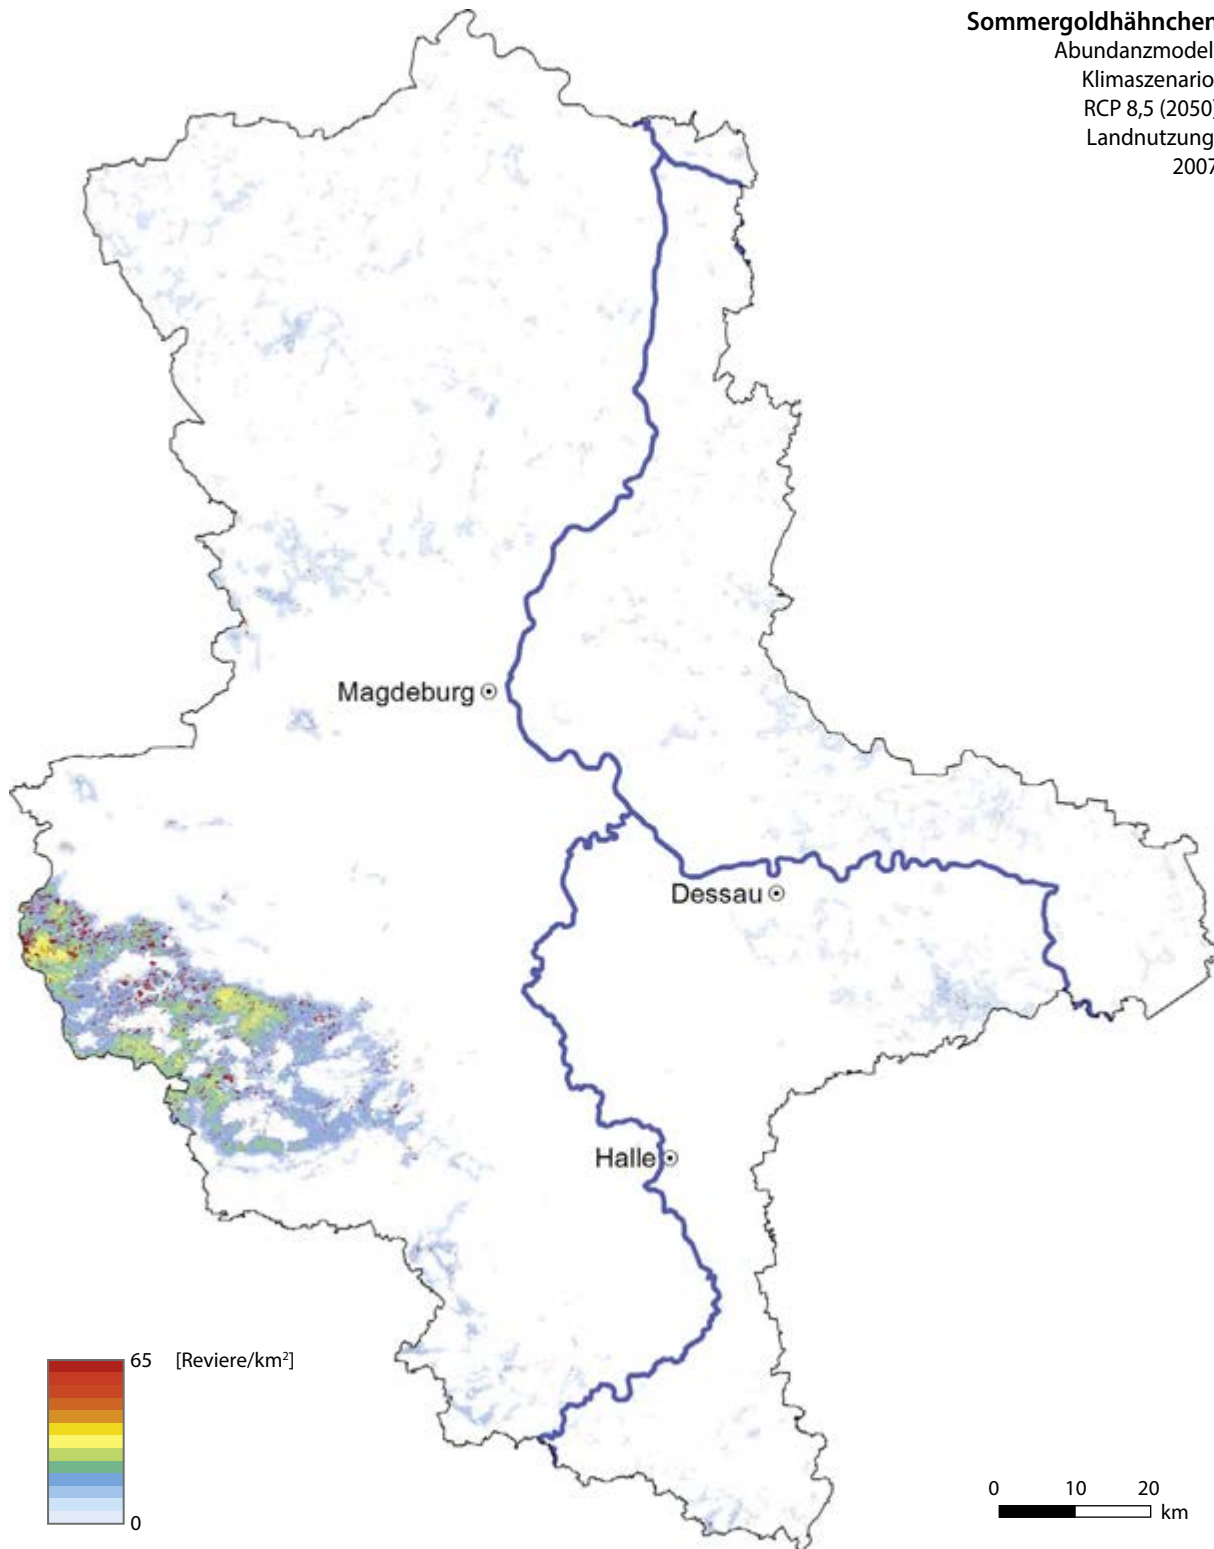 Sommergoldhähnchen
Abundanzmodel
Klimaszenario
RCP 8,5 (2050)
Landnutzung
2007
Magdeburg
Dessau
Halle
65 [Reviere/km²]
0
0 10 20
km